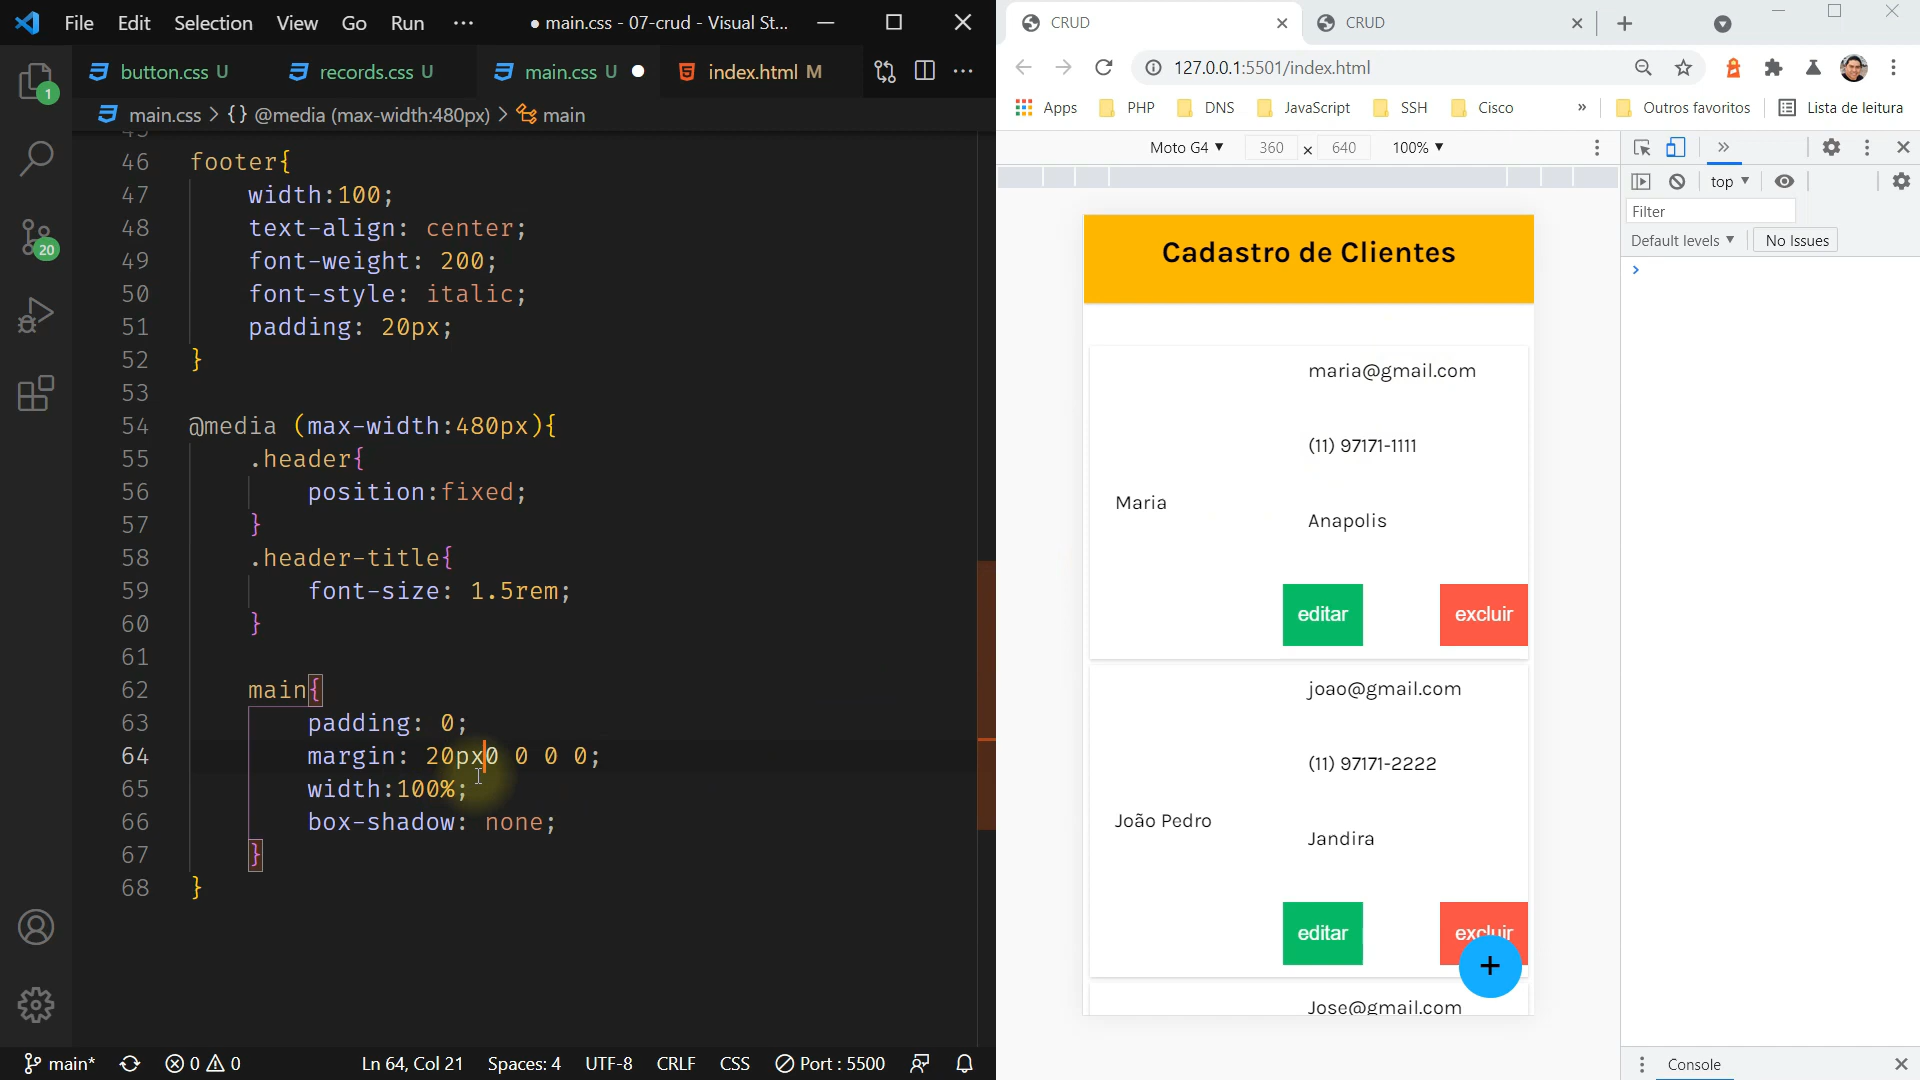 File Edit Selection View Go Run ··· ● main.css - 07-crud - Visual St...
button.css U records.css U main.css U ● index.html M
main.css > {} @media (max-width:480px) > main
46 footer{
47 width:100;
48 text-align: center;
49 font-weight: 200;
50 font-style: italic;
51 padding: 20px;
52 }
53
54 @media (max-width:480px){
55 .header{
56 position:fixed;
57 }
58 .header-title{
59 font-size: 1.5rem;
60 }
61
62 main{
63 padding: 0;
64 margin: 20px0 0 0 0;
65 width:100%;
66 box-shadow: none;
67 }
68 }
1
20
main* 0 0 Ln 64, Col 21 Spaces: 4 UTF-8 CRLF CSS Port : 5500
CRUD CRUD
127.0.0.1:5501/index.html
Apps PHP DNS JavaScript SSH Cisco » Outros favoritos Lista de leitura
Moto G4 ▼ 360 x 640 100% ▼
Cadastro de Clientes
maria@gmail.com
(11) 97171-1111
Maria
Anapolis
editar excluir
joao@gmail.com
(11) 97171-2222
João Pedro
Jandira
editar excluir
+
Jose@gmail.com
»
top ▼
Filter
Default levels ▼ No Issues
›
Console